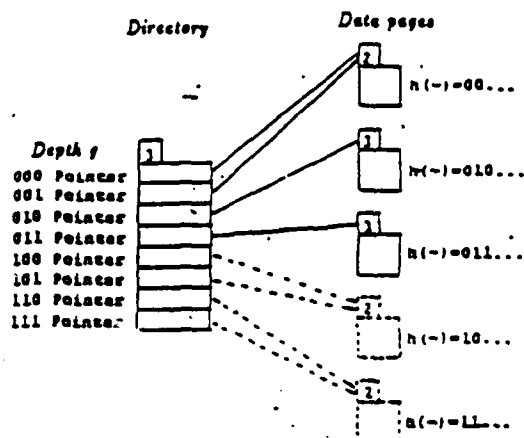 Directory
Data pages
2
h(-)=00...
Depth g
3
000 Pointer
001 Pointer
010 Pointer
011 Pointer
100 Pointer
101 Pointer
110 Pointer
111 Pointer
3
h(-)=010...
3
h(-)=011...
2
h(-)=10...
2
h(-)=11...